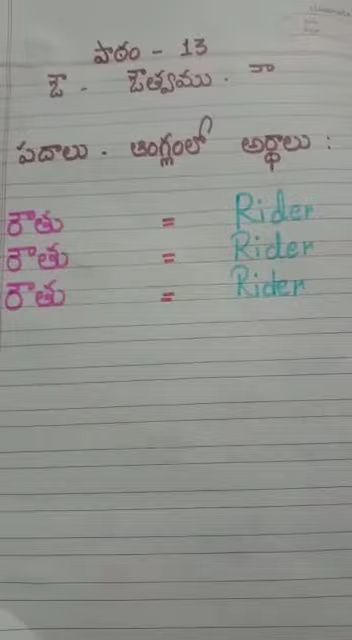 పాఠం - 13
ఔ - ఔత్వము. ౌ
పదాలు - ఆంగ్లంలో అర్థాలు :
రౌతు = Rider
రౌతు = Rider
రౌతు = Rider